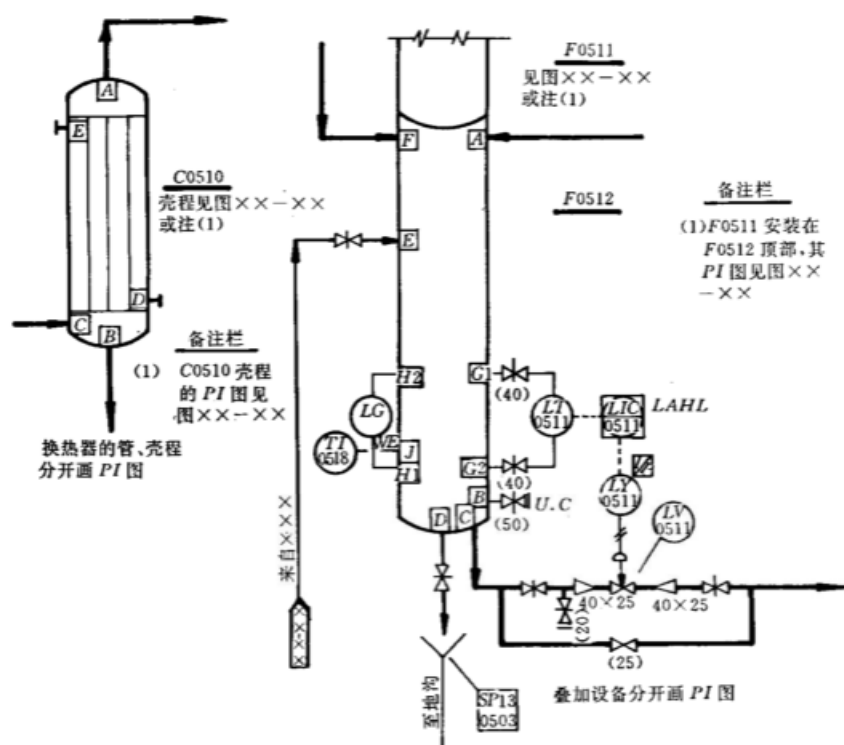 A
E
C0510
壳程见图××-××
或注(1)
D
C
B
备注栏
(1) C0510 壳程
的 PI 图见
图××-××
换热器的管、壳程
分开画 PI 图
F0511
见图××-××
或注(1)
F
A
F0512
备注栏
(1)F0511 安装在
F0512 顶部,其
PI 图见图××
-××
E
H2
G1
(40)
LG
LT
0511
LIC
0511
LAHL
TI
0518
WE
J
H1
G2
(40)
B
U.C
(50)
C
D
LY
0511
LV
0511
来自×××
××××
40×25
40×25
(20)
(25)
至地沟
SP13
0503
叠加设备分开画 PI 图